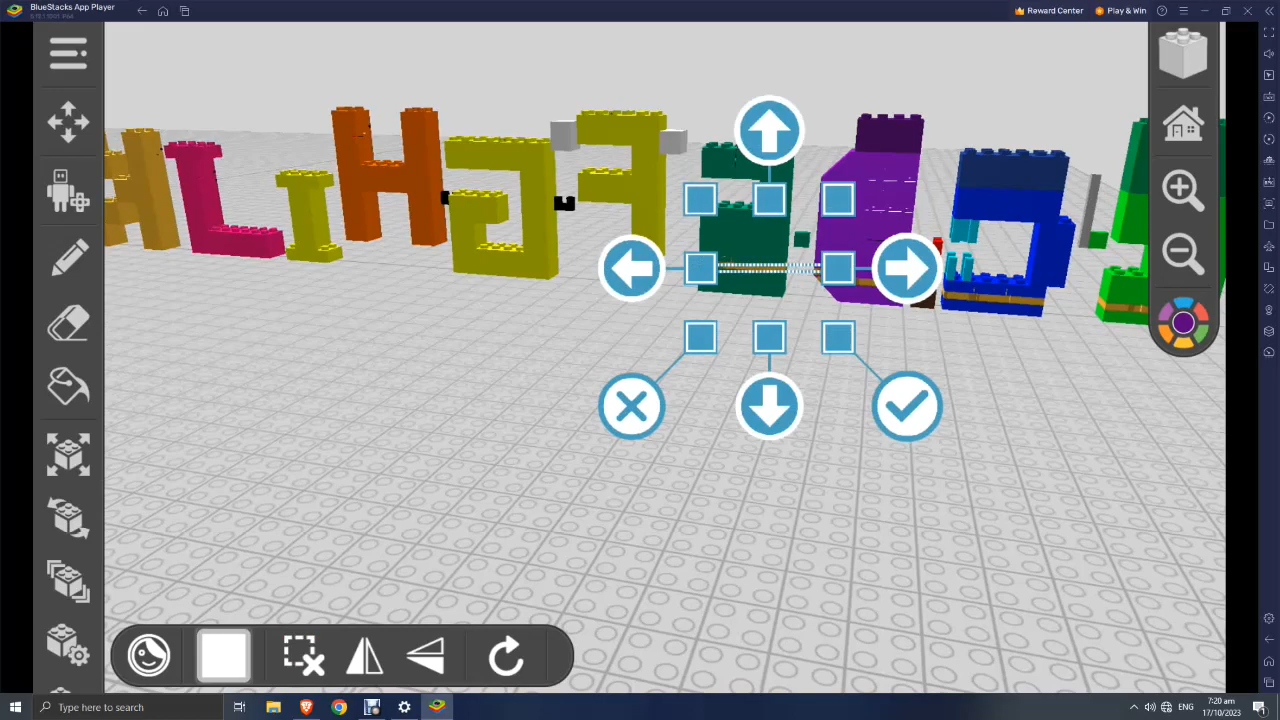 BlueStacks App Player
Reward Center
Play & Win
A L I H G F
Type here to search
ENG
7:20 am
17/10/2023